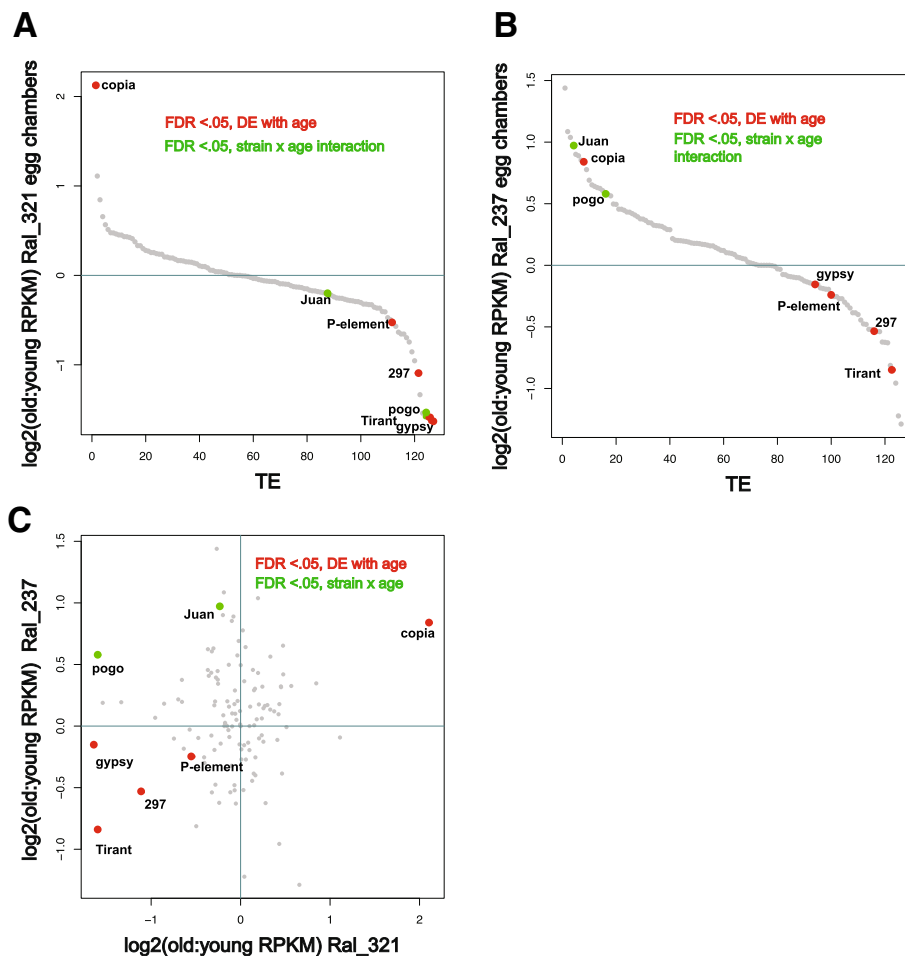 A
log2(old:young RPKM) Ral_321 egg chambers
2
1
0
−1
copia
FDR <.05, DE with age
FDR <.05, strain x age interaction
Juan
P-element
297
pogo
Tirant
gypsy
0 20 40 60 80 100 120
TE
B
log2(old:young RPKM) Ral_237 egg chambers
1.5
1.0
0.5
0.0
−0.5
−1.0
FDR <.05, DE with age
FDR <.05, strain x age
interaction
Juan
copia
pogo
gypsy
P-element
297
Tirant
0 20 40 60 80 100 120
TE
C
log2(old:young RPKM) Ral_237
1.5
1.0
0.5
0.0
−0.5
−1.0
FDR <.05, DE with age
FDR <.05, strain x age
Juan
copia
pogo
gypsy
P-element
297
Tirant
−1 0 1 2
log2(old:young RPKM) Ral_321